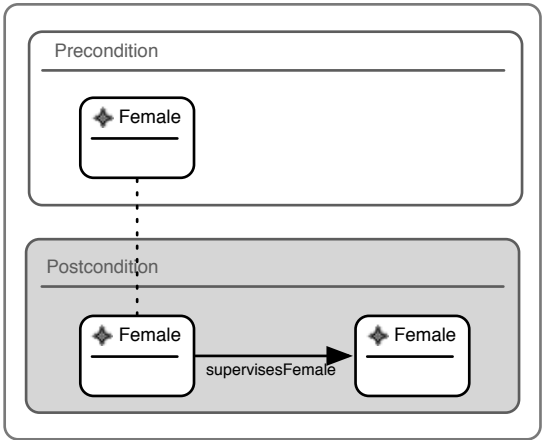 Precondition
Female
Postcondition
Female
Female
supervisesFemale